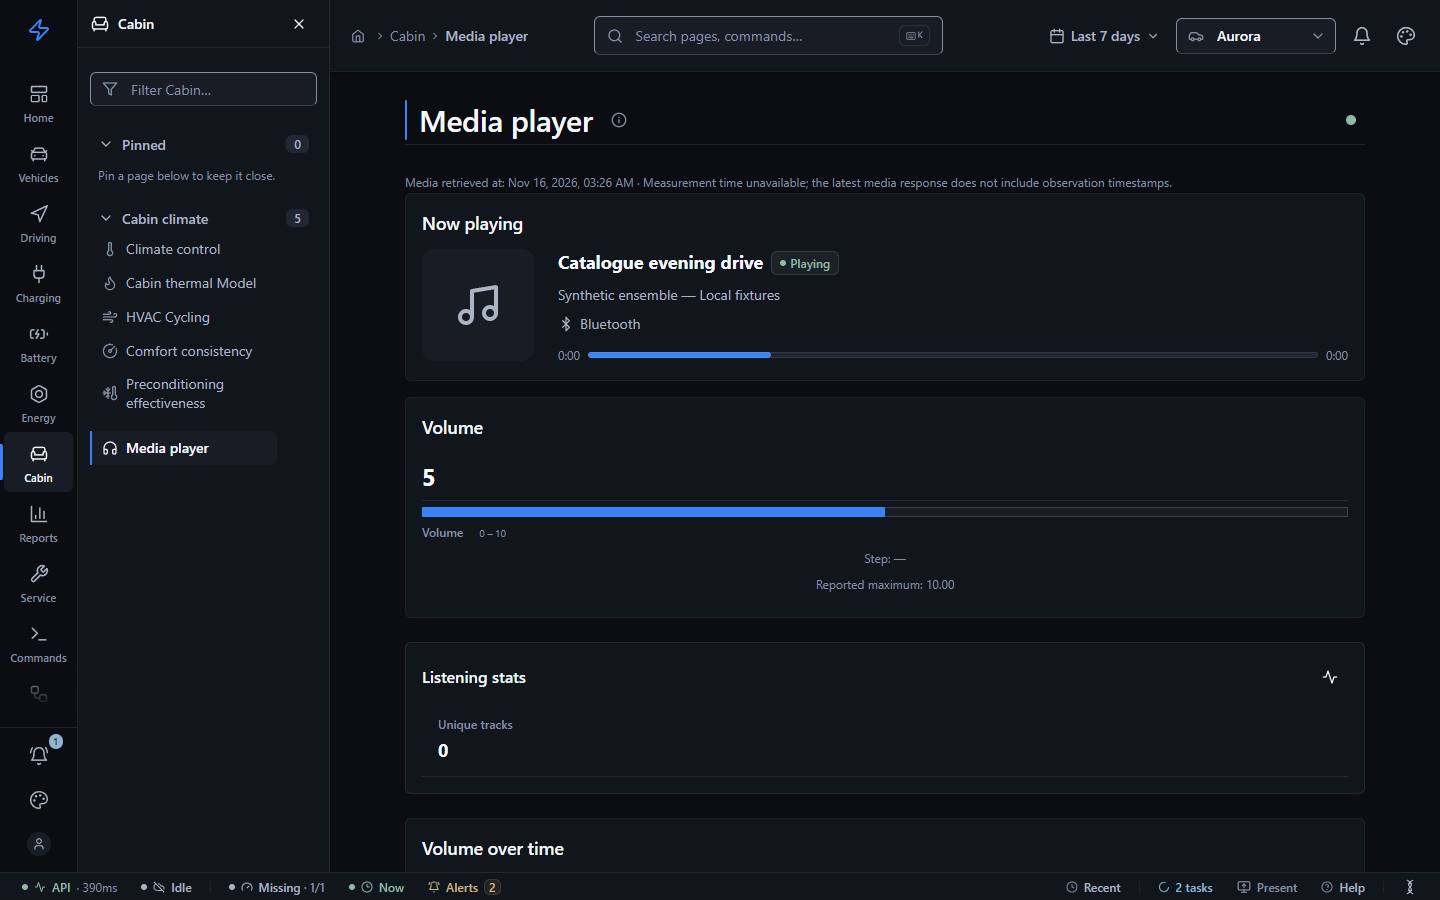 Cabin
Cabin
Media player
Search pages, commands...
K
Last 7 days
Aurora
Home
Vehicles
Driving
Charging
Battery
Energy
Cabin
Reports
Service
Commands
1
Filter Cabin...
Pinned
0
Pin a page below to keep it close.
Cabin climate
5
Climate control
Cabin thermal Model
HVAC Cycling
Comfort consistency
Preconditioning
effectiveness
Media player
Media player
Media retrieved at: Nov 16, 2026, 03:26 AM · Measurement time unavailable; the latest media response does not include observation timestamps.
Now playing
Catalogue evening drive
Playing
Synthetic ensemble — Local fixtures
Bluetooth
0:00
0:00
Volume
5
Volume
0 – 10
Step: —
Reported maximum: 10.00
Listening stats
Unique tracks
0
Volume over time
API · 390ms
Idle
Missing · 1/1
Now
Alerts 2
Recent
2 tasks
Present
Help